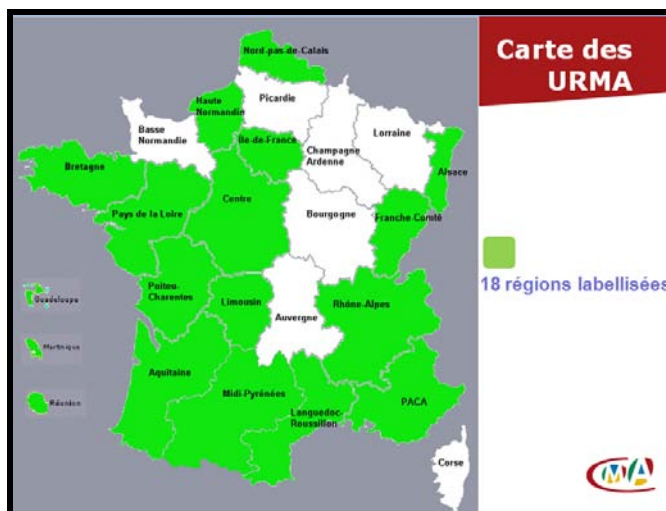 Carte des
URMA
Nord-pas-de-Calais
Haute
Normandie
Picardie
Basse
Normandie
Île-de-France
Champagne
Ardenne
Lorraine
Alsace
Bretagne
Pays de la Loire
Centre
Bourgogne
Franche-Comté
18 régions labellisées
Guadeloupe
Poitou-
Charentes
Limousin
Auvergne
Rhône-Alpes
Martinique
Aquitaine
Midi-Pyrénées
Languedoc-
Roussillon
PACA
Réunion
Corse
CMA